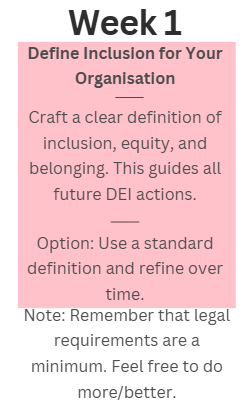 Week 1
Define Inclusion for Your
Organisation
Craft a clear definition of
inclusion, equity, and
belonging. This guides all
future DEI actions.
Option: Use a standard
definition and refine over
time.
Note: Remember that legal
requirements are a
minimum. Feel free to do
more/better.